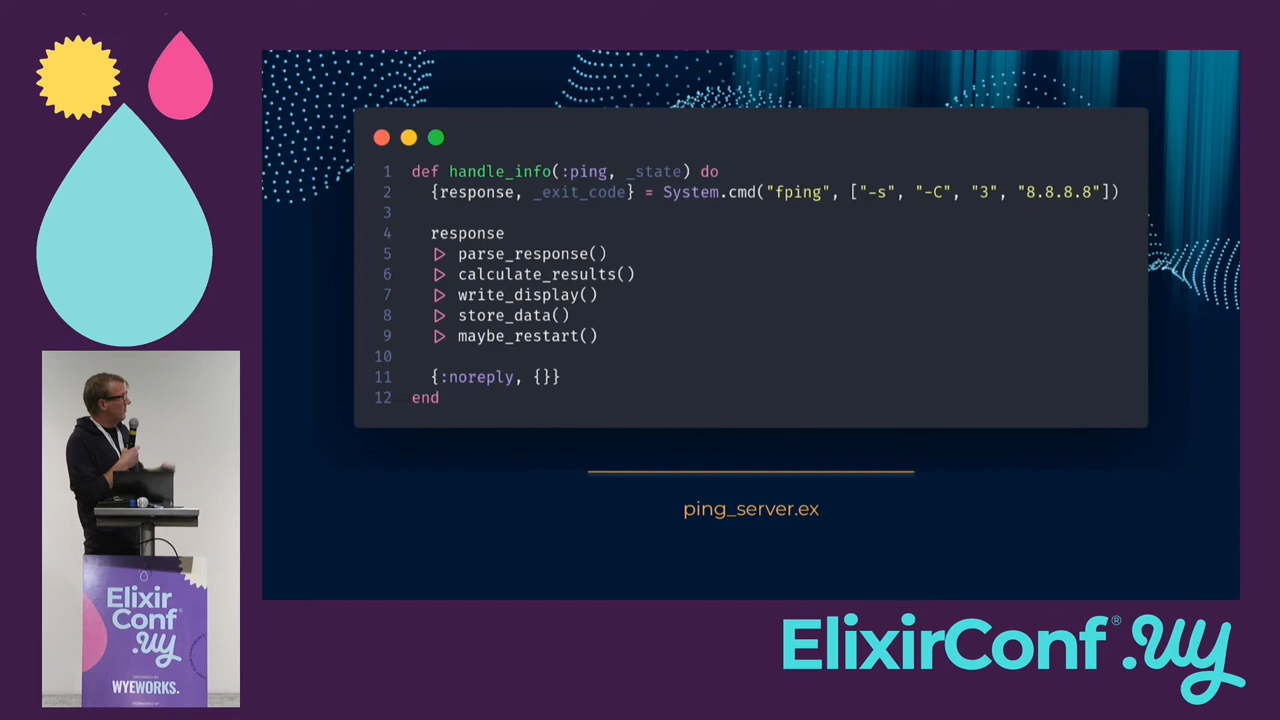 1 def handle_info(:ping, _state) do
2 {response, _exit_code} = System.cmd("fping", ["-s", "-C", "3", "8.8.8.8"])
3
4 response
5 |> parse_response()
6 |> calculate_results()
7 |> write_display()
8 |> store_data()
9 |> maybe_restart()
10
11 {:noreply, {}}
12 end
ping_server.ex
Elixir
Conf®
.uy
WYEWORKS.
ElixirConf®.uy